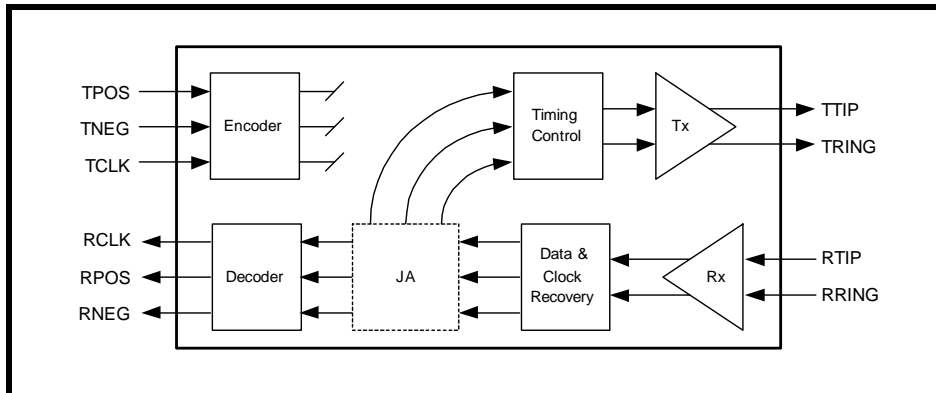 TPOS
TNEG
TCLK
Encoder
Timing
Control
Tx
TTIP
TRING
RCLK
RPOS
RNEG
Decoder
JA
Data &
Clock
Recovery
Rx
RTIP
RRING